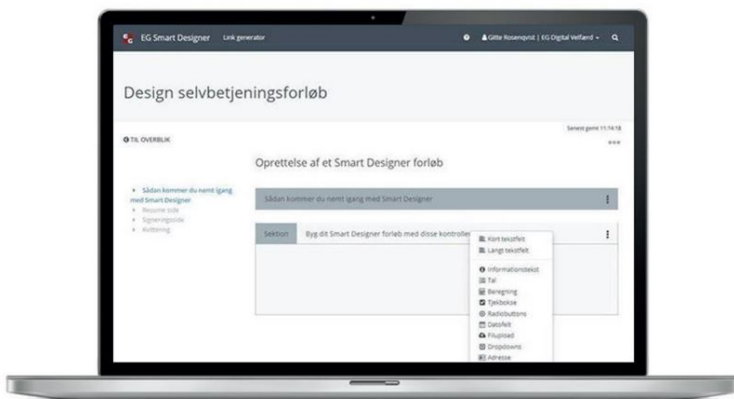 EG
EG Smart Designer
Link generator
Gitte Rosenqvist | EG Digital Velfærd
Design selvbetjeningsforløb
Senest gemt 11:14:18
TIL OVERBLIK
Oprettelse af et Smart Designer forløb
Sådan kommer du nemt igang
med Smart Designer
Resume side
Signeringsside
Kvittering
Sådan kommer du nemt igang med Smart Designer
Sektion
Byg dit Smart Designer forløb med disse kontroller
Kort tekstfelt
Langt tekstfelt
Informationstekst
Tal
Beregning
Tjekbokse
Radiobuttons
Datofelt
Filupload
Dropdowns
Adresse